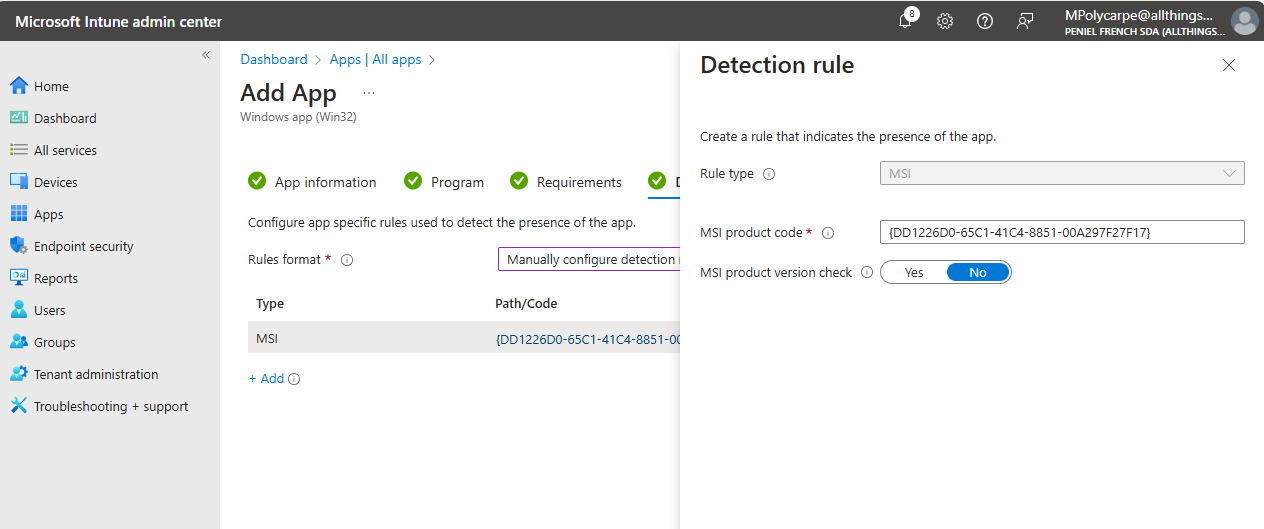 Microsoft Intune admin center
8
MPolycarpe@allthings...
PENIEL FRENCH SDA (ALLTHINGS...
Home
Dashboard
All services
Devices
Apps
Endpoint security
Reports
Users
Groups
Tenant administration
Troubleshooting + support
Dashboard > Apps | All apps >
Add App ...
Windows app (Win32)
App information
Program
Requirements
D
Configure app specific rules used to detect the presence of the app.
Rules format *
Manually configure detection
Type Path/Code
MSI {DD1226D0-65C1-41C4-8851-00
+ Add
Detection rule
Create a rule that indicates the presence of the app.
Rule type
MSI
MSI product code *
{DD1226D0-65C1-41C4-8851-00A297F27F17}
MSI product version check
Yes No